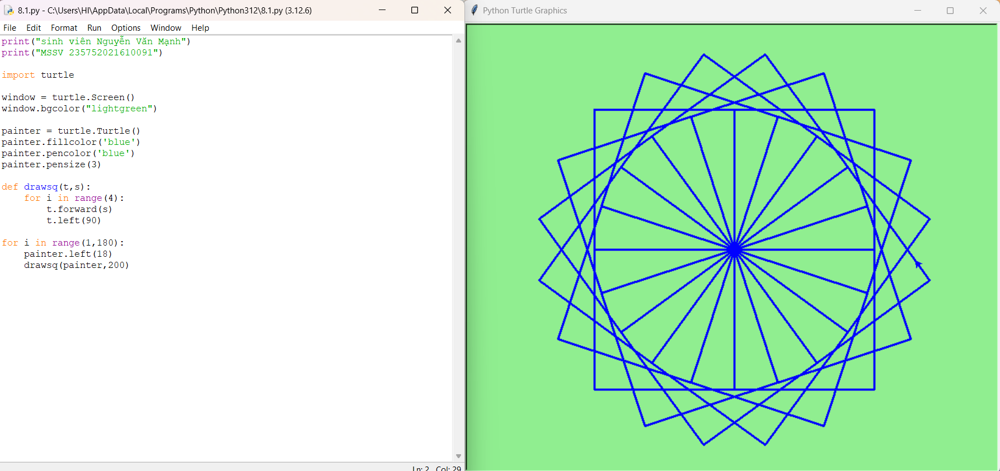 8.1.py - C:\Users\HI\AppData\Local\Programs\Python\Python312\8.1.py (3.12.6)
File Edit Format Run Options Window Help
print("sinh viên Nguyễn Văn Mạnh")
print("MSSV 235752021610091")
import turtle
window = turtle.Screen()
window.bgcolor("lightgreen")
painter = turtle.Turtle()
painter.fillcolor('blue')
painter.pencolor('blue')
painter.pensize(3)
def drawsq(t,s):
    for i in range(4):
        t.forward(s)
        t.left(90)
for i in range(1,180):
    painter.left(18)
    drawsq(painter,200)
Ln: 2 Col: 29
Python Turtle Graphics